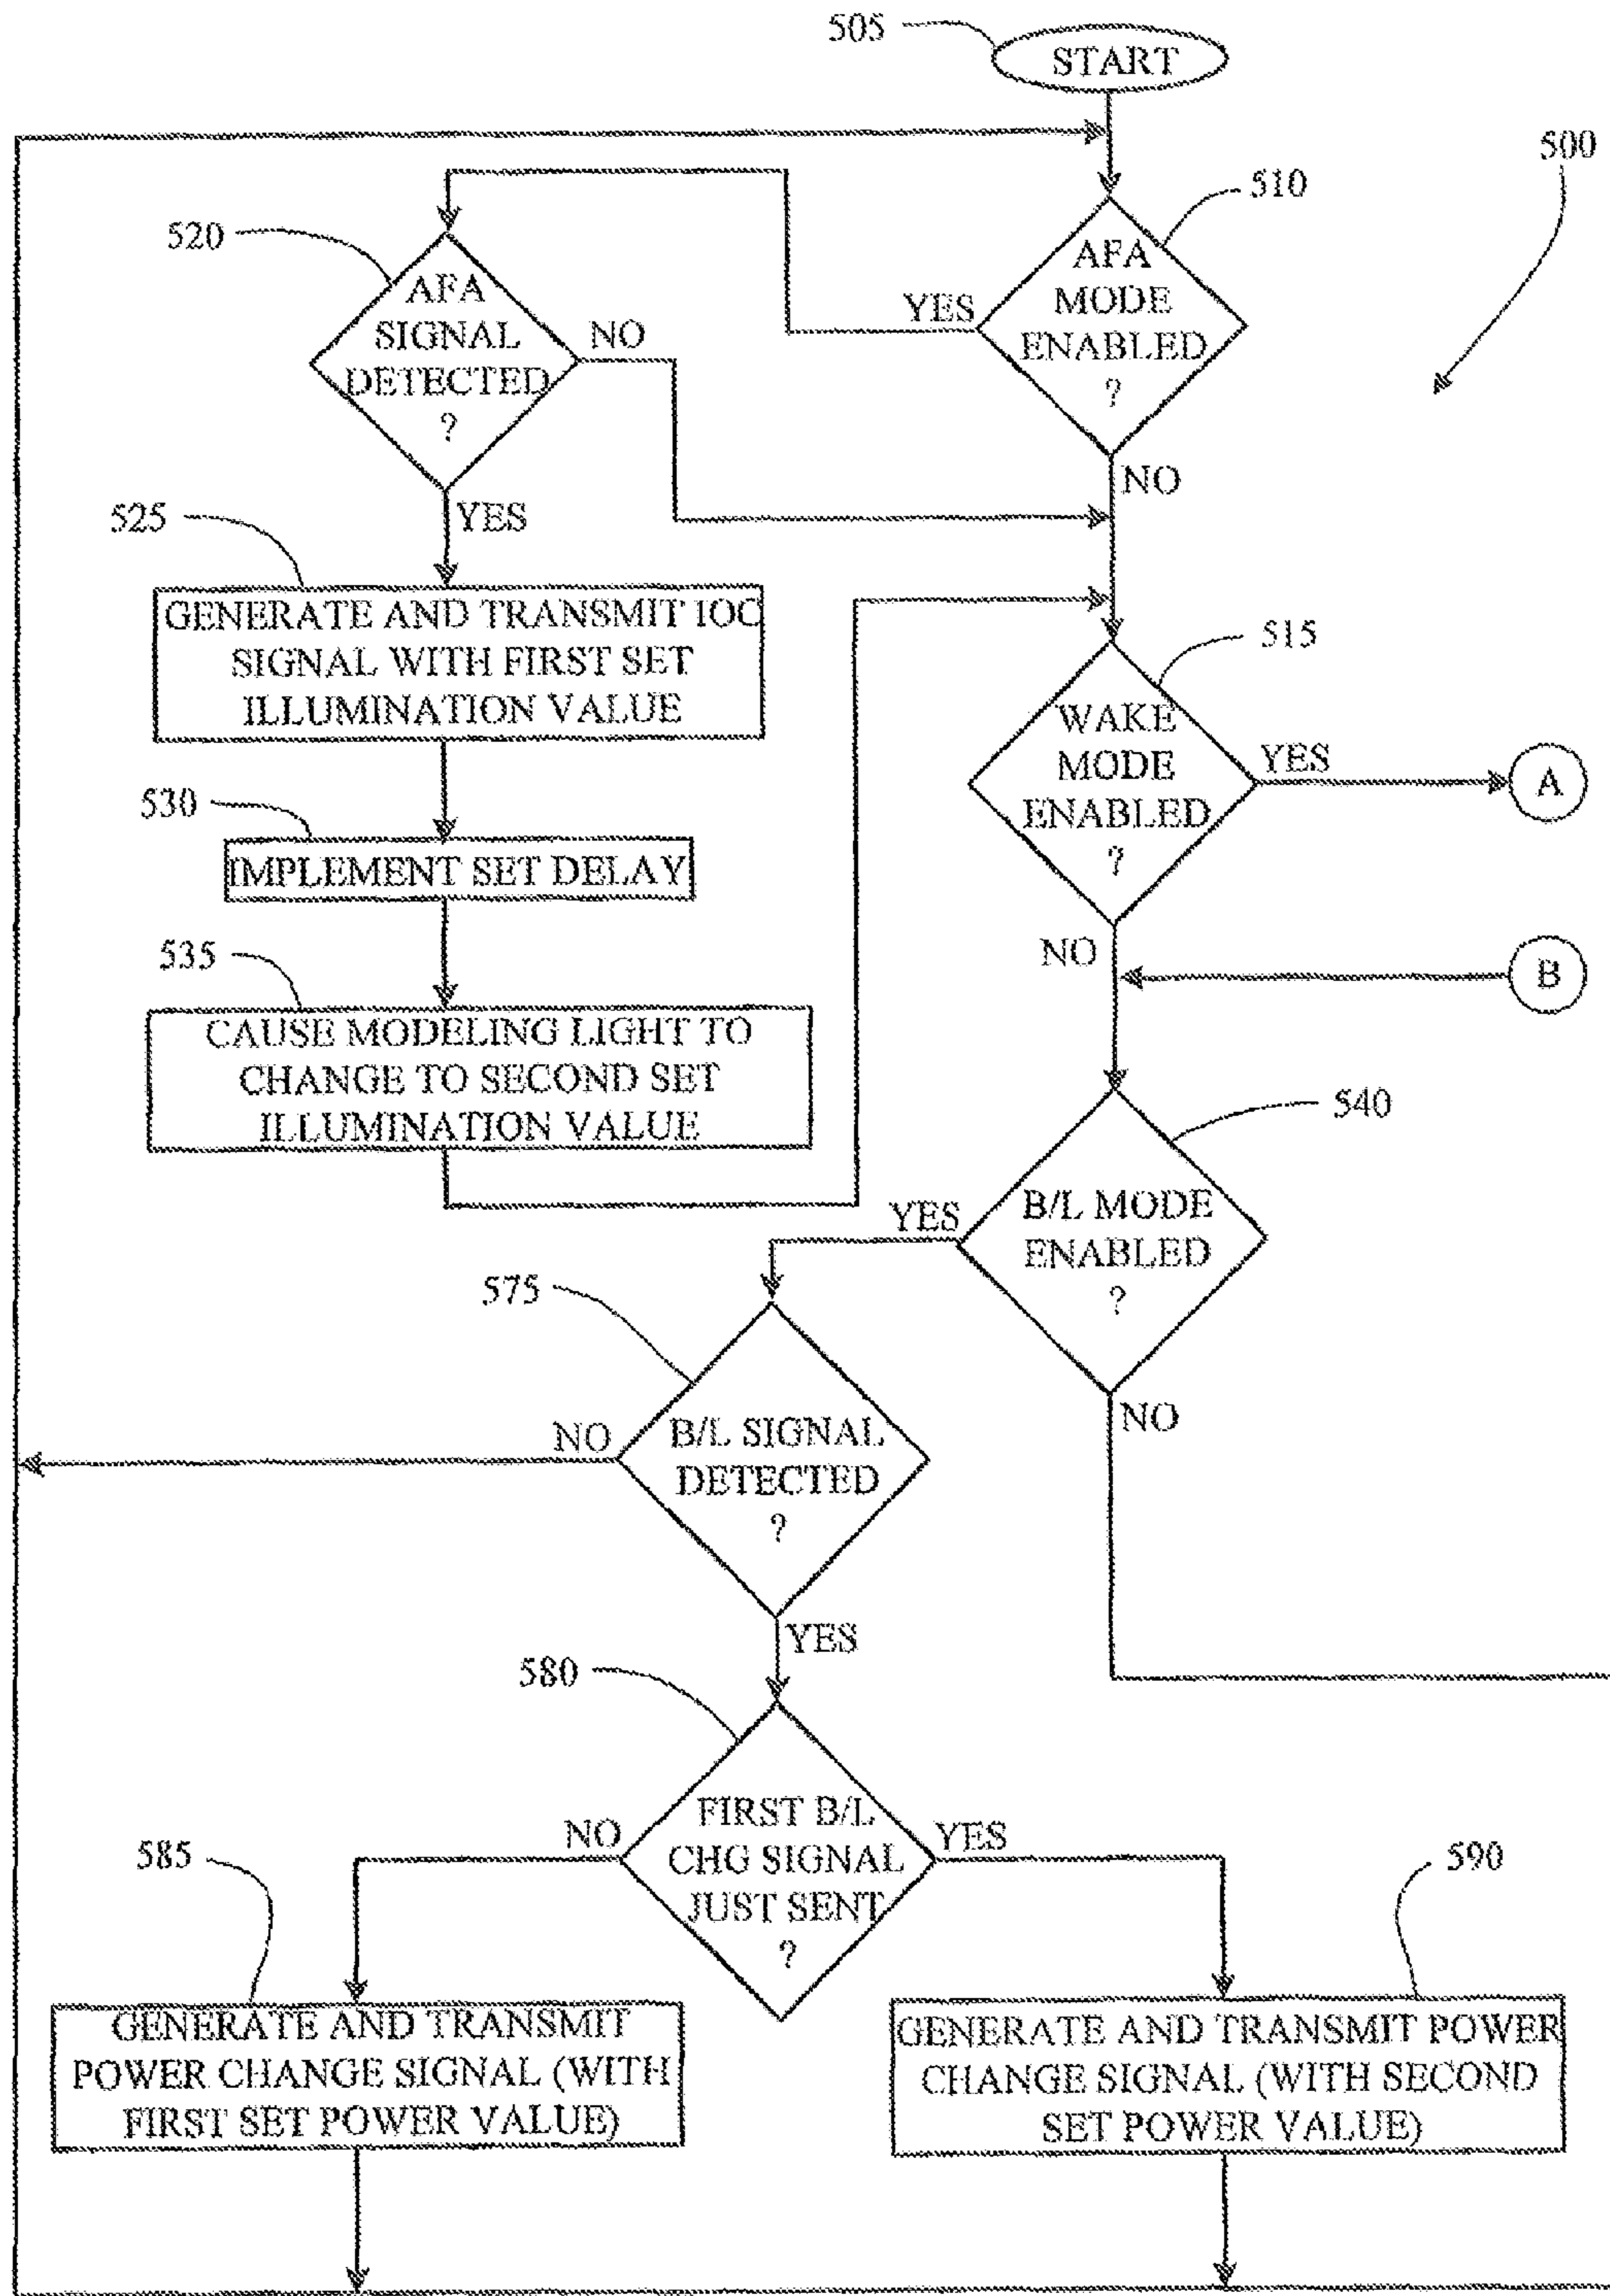 505
START
500
510
AFA
MODE
ENABLED
?
YES
NO
520
AFA
SIGNAL
DETECTED
?
NO
YES
525
GENERATE AND TRANSMIT IOC
SIGNAL WITH FIRST SET
ILLUMINATION VALUE
530
IMPLEMENT SET DELAY
535
CAUSE MODELING LIGHT TO
CHANGE TO SECOND SET
ILLUMINATION VALUE
515
WAKE
MODE
ENABLED
?
YES
A
NO
B
540
B/L MODE
ENABLED
?
YES
NO
575
B/L SIGNAL
DETECTED
?
NO
YES
580
FIRST B/L
CHG SIGNAL
JUST SENT
?
NO
YES
585
GENERATE AND TRANSMIT
POWER CHANGE SIGNAL (WITH
FIRST SET POWER VALUE)
590
GENERATE AND TRANSMIT POWER
CHANGE SIGNAL (WITH SECOND
SET POWER VALUE)